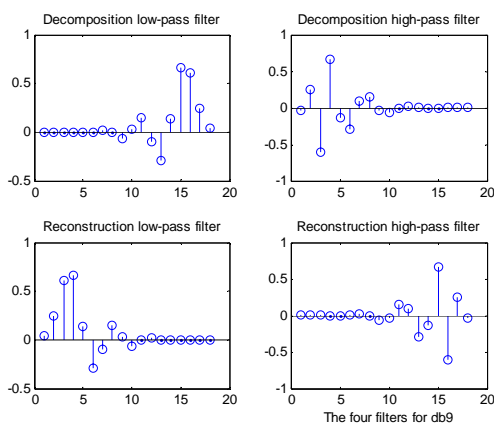 Decomposition low-pass filter
1
0.5
0
-0.5
0 5 10 15 20
Decomposition high-pass filter
1
0.5
0
-0.5
-1
0 5 10 15 20
Reconstruction low-pass filter
1
0.5
0
-0.5
0 5 10 15 20
Reconstruction high-pass filter
1
0.5
0
-0.5
-1
0 5 10 15 20
The four filters for db9